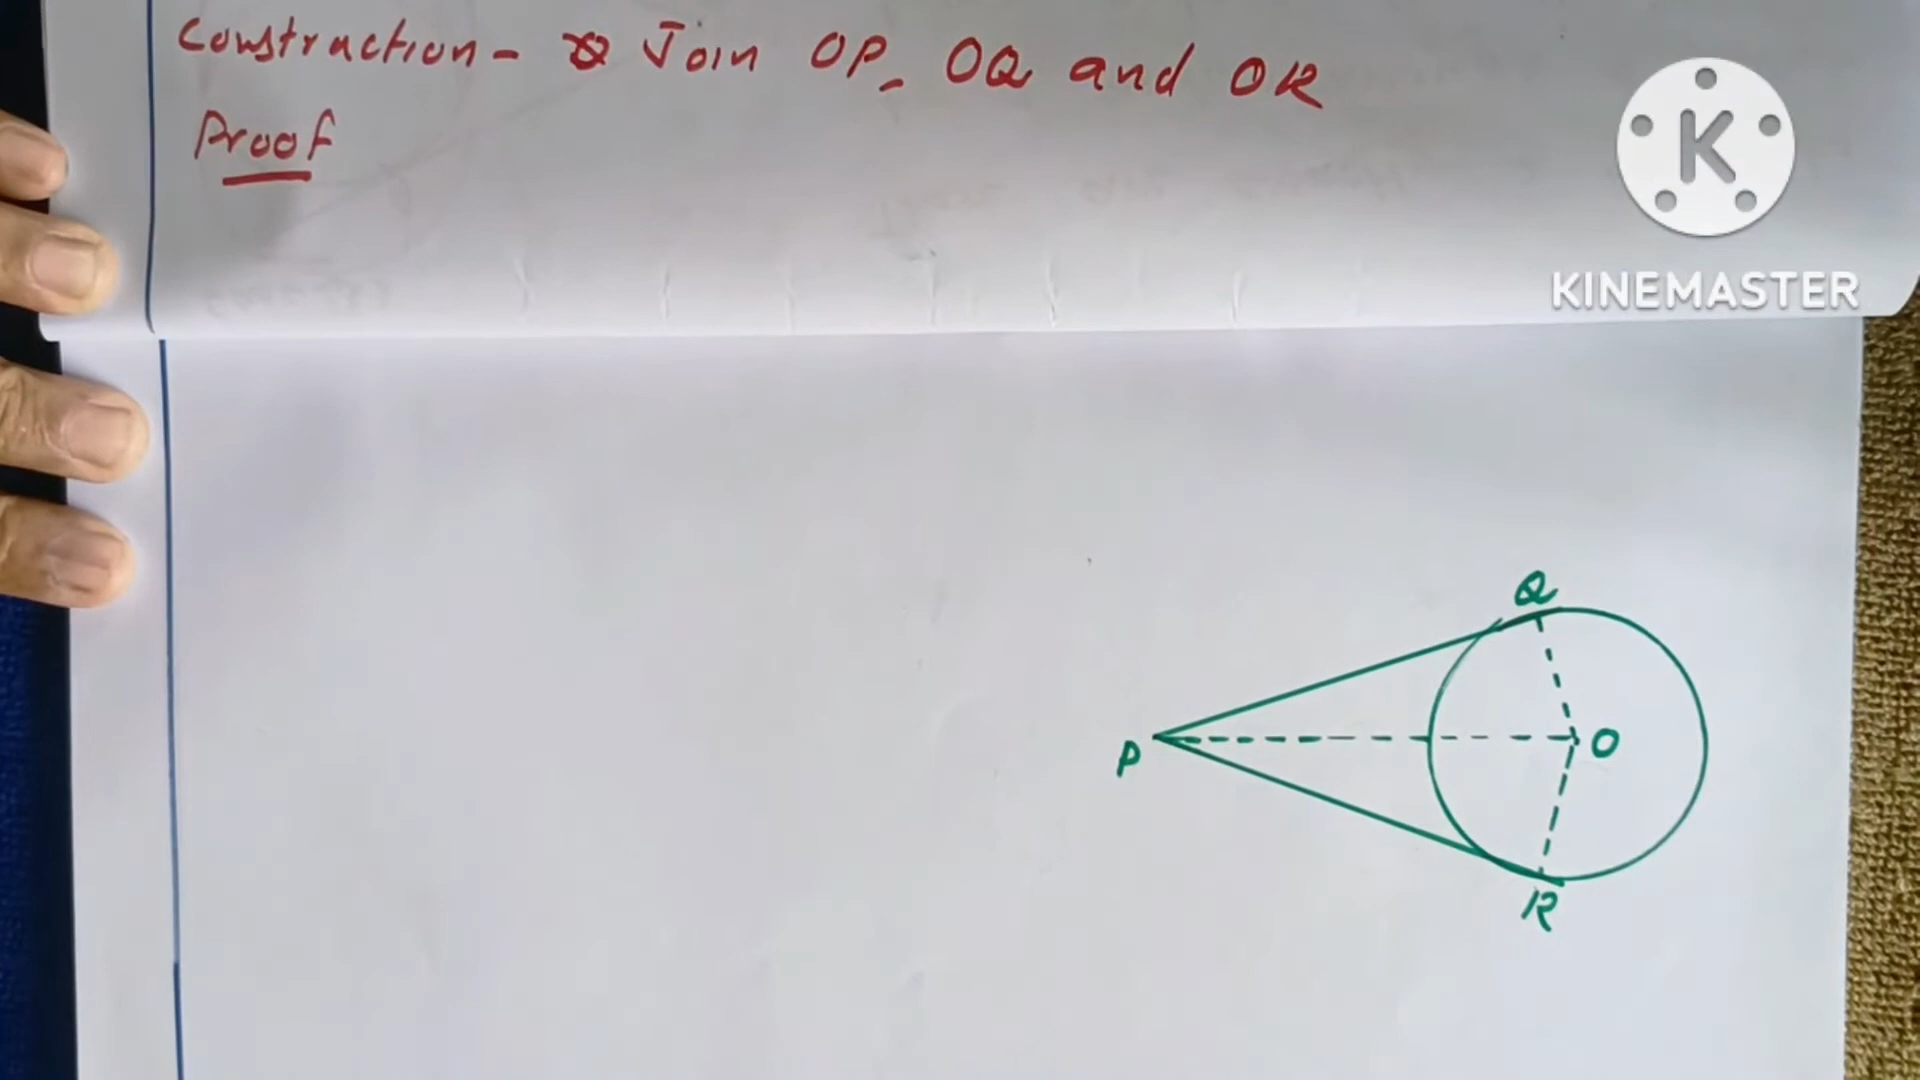 Construction - Join OP, OQ and OR
Proof
K
KINEMASTER
Q
P
O
R